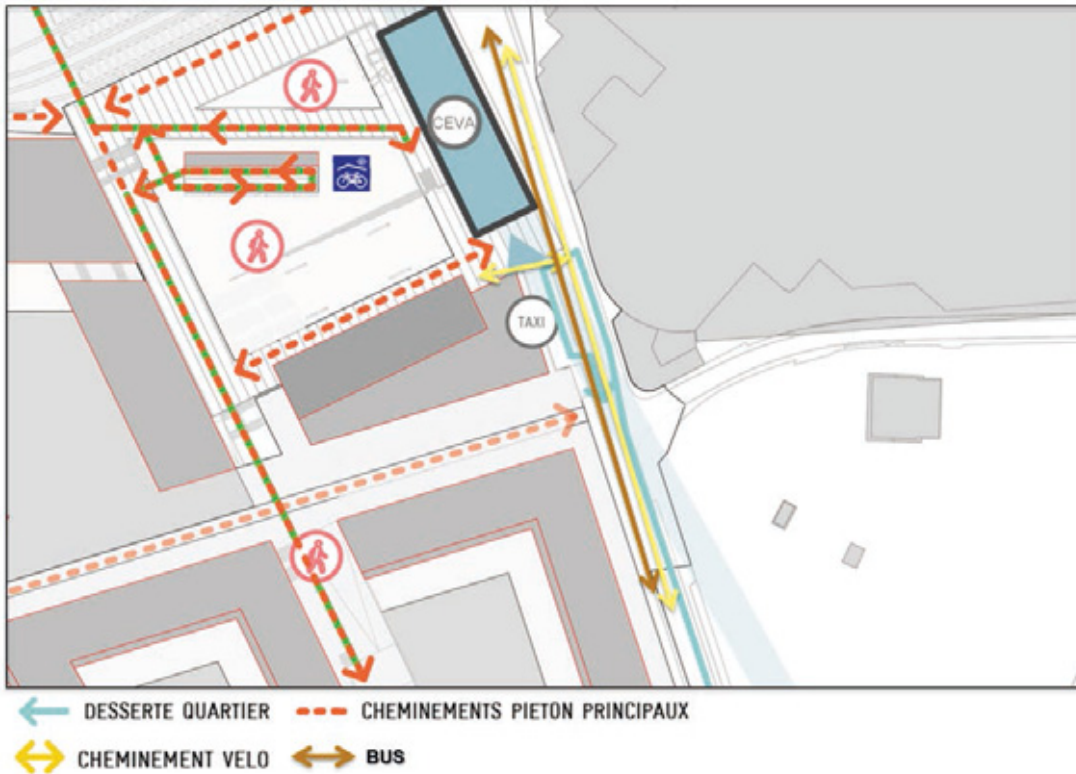 CEVA
TAXI
DESSERTE QUARTIER
CHEMINEMENTS PIETON PRINCIPAUX
CHEMINEMENT VELO
BUS